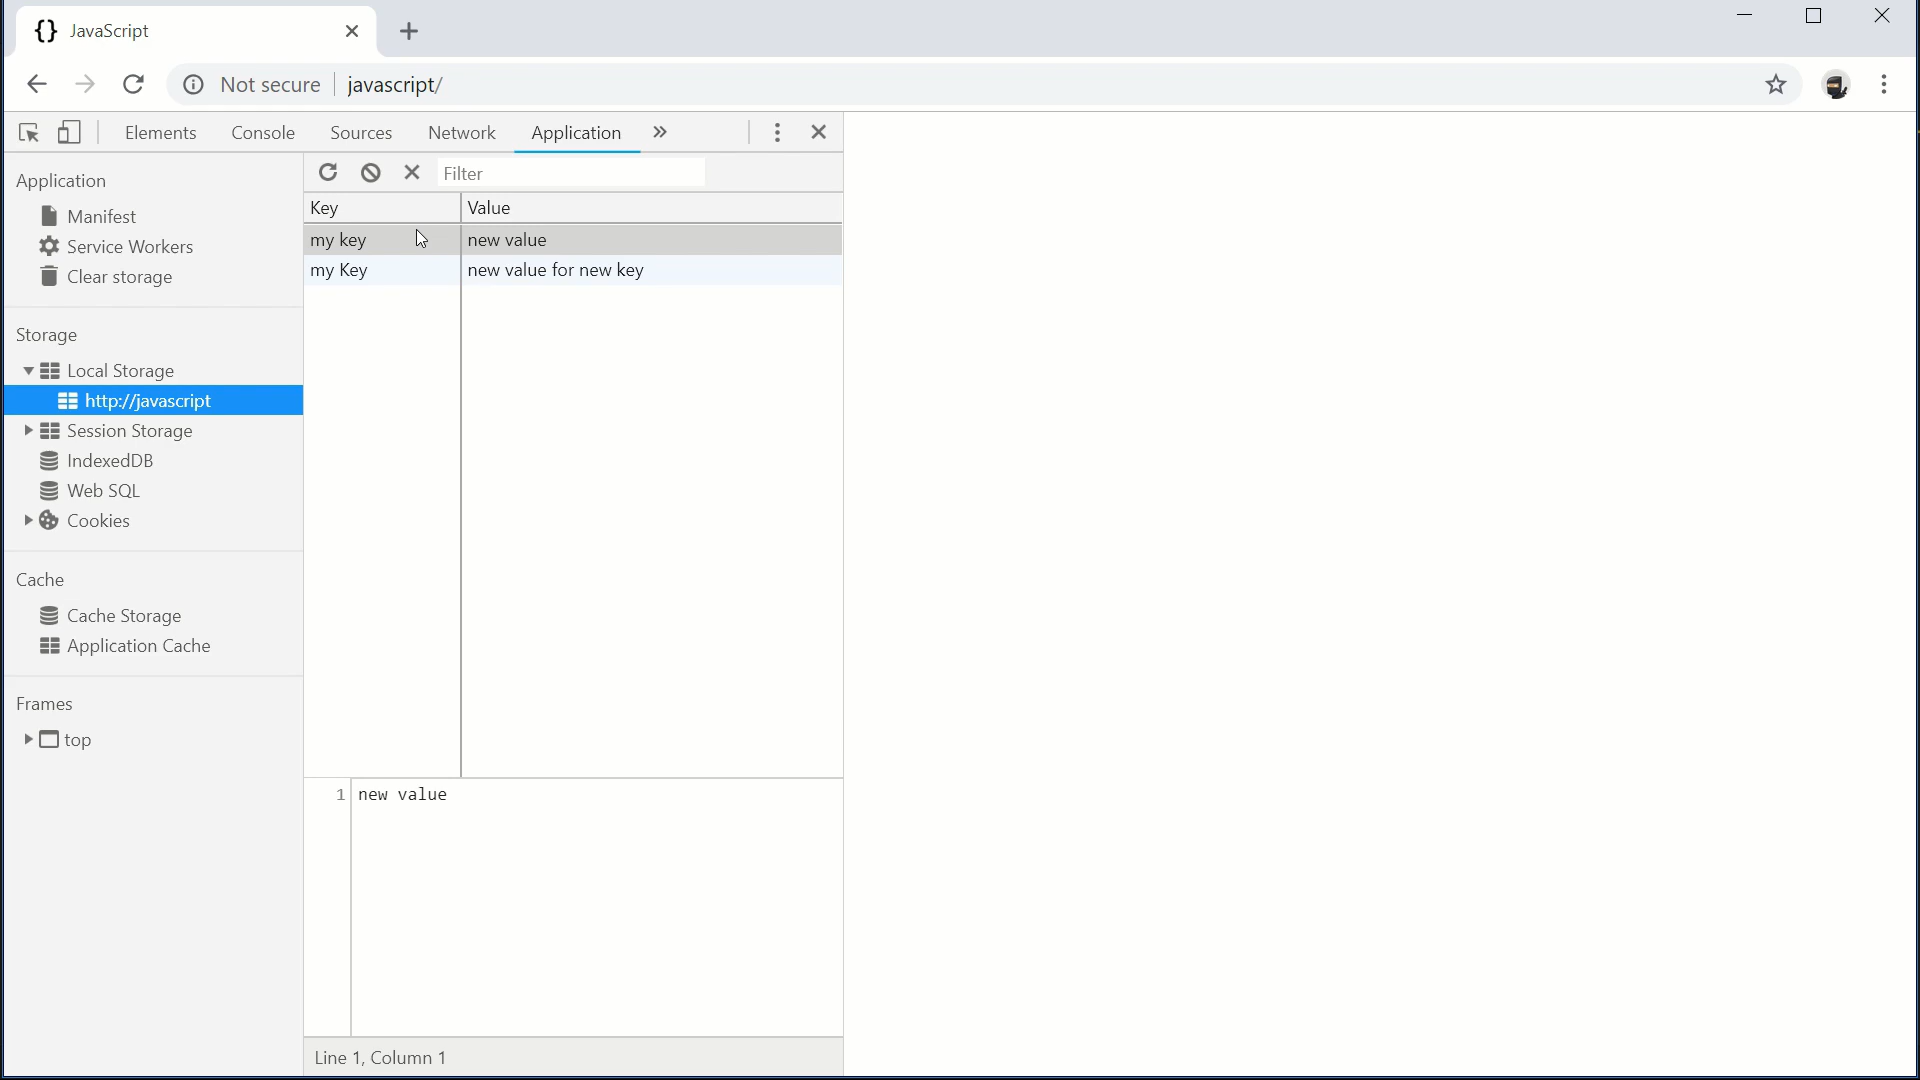 JavaScript
Not secure
javascript/
Elements
Console
Sources
Network
Application
Application
Manifest
Service Workers
Clear storage
Storage
Local Storage
http://javascript
Session Storage
IndexedDB
Web SQL
Cookies
Cache
Cache Storage
Application Cache
Frames
top
Filter
Key Value
my key new value
my Key new value for new key
1 new value
Line 1, Column 1